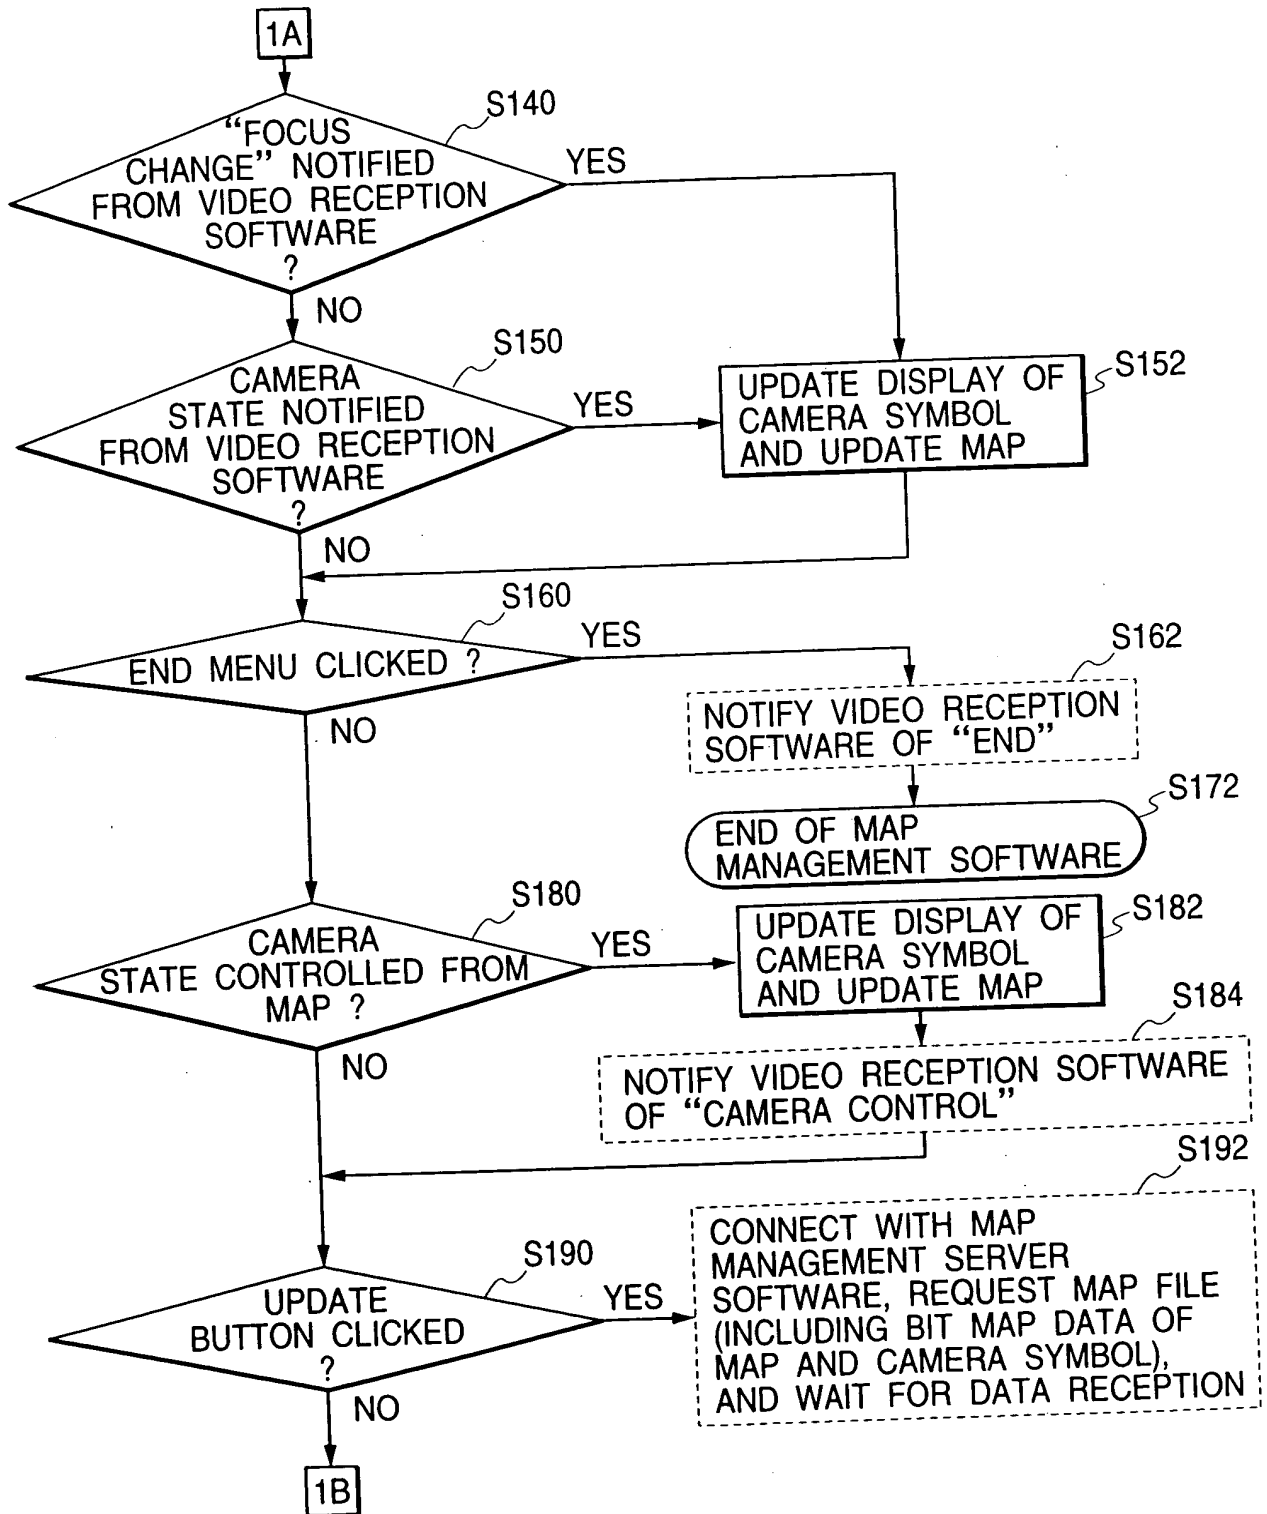 1A
S140
"FOCUS
CHANGE" NOTIFIED
FROM VIDEO RECEPTION
SOFTWARE
?
YES
NO
S150
CAMERA
STATE NOTIFIED
FROM VIDEO RECEPTION
SOFTWARE
?
YES
NO
S152
UPDATE DISPLAY OF
CAMERA SYMBOL
AND UPDATE MAP
S160
END MENU CLICKED ?
YES
NO
S162
NOTIFY VIDEO RECEPTION
SOFTWARE OF "END"
S172
END OF MAP
MANAGEMENT SOFTWARE
S180
CAMERA
STATE CONTROLLED FROM
MAP ?
YES
NO
S182
UPDATE DISPLAY OF
CAMERA SYMBOL
AND UPDATE MAP
S184
NOTIFY VIDEO RECEPTION SOFTWARE
OF "CAMERA CONTROL"
S190
UPDATE
BUTTON CLICKED
?
YES
NO
S192
CONNECT WITH MAP
MANAGEMENT SERVER
SOFTWARE, REQUEST MAP FILE
(INCLUDING BIT MAP DATA OF
MAP AND CAMERA SYMBOL),
AND WAIT FOR DATA RECEPTION
1B